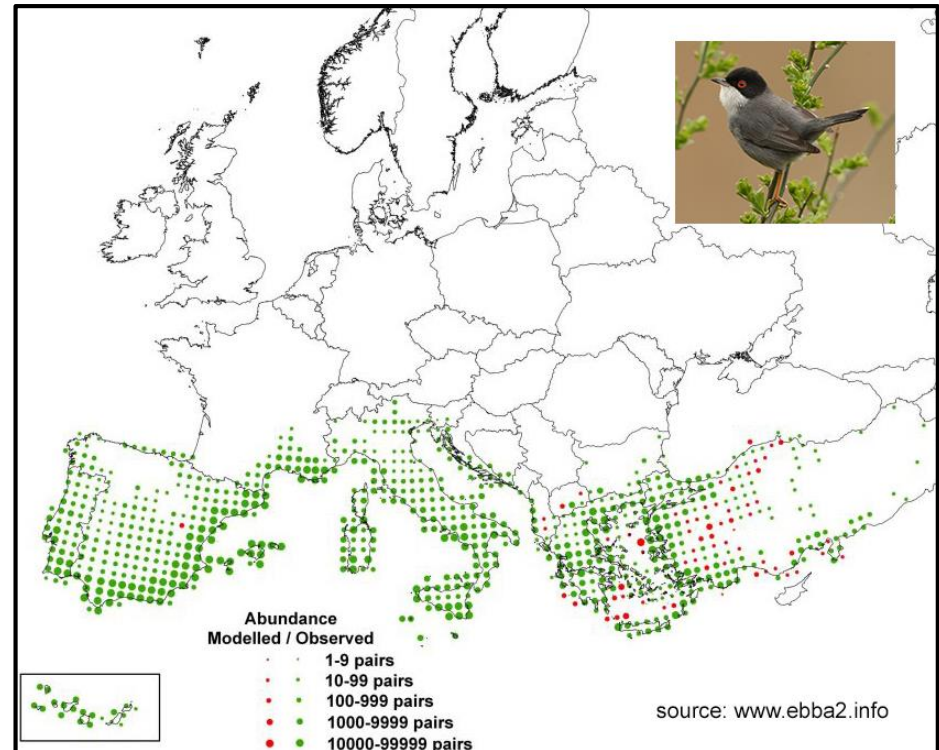 Abundance
Modelled / Observed
1-9 pairs
10-99 pairs
100-999 pairs
1000-9999 pairs
10000-99999 pairs
source: www.ebba2.info